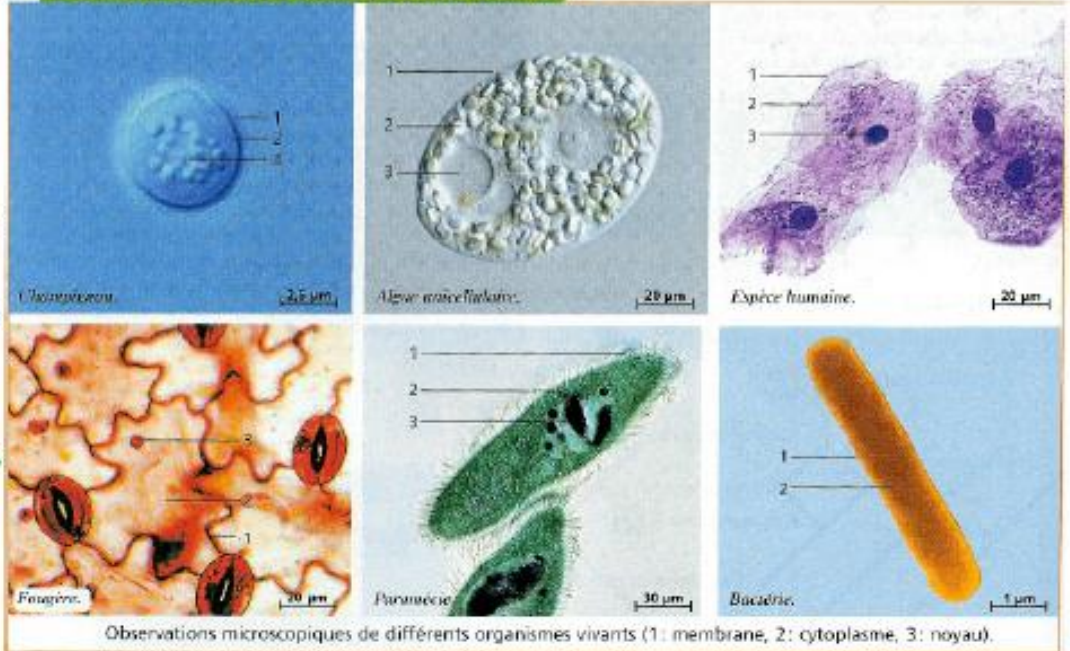 1
2
3
Champignon.
2,5 µm
1
2
3
Algue unicellulaire.
20 µm
1
2
3
Espèce humaine.
20 µm
3
1
Fougère.
20 µm
1
2
3
Paramécie
30 µm
1
2
Bactérie.
1 µm
Observations microscopiques de différents organismes vivants (1: membrane, 2: cytoplasme, 3: noyau).